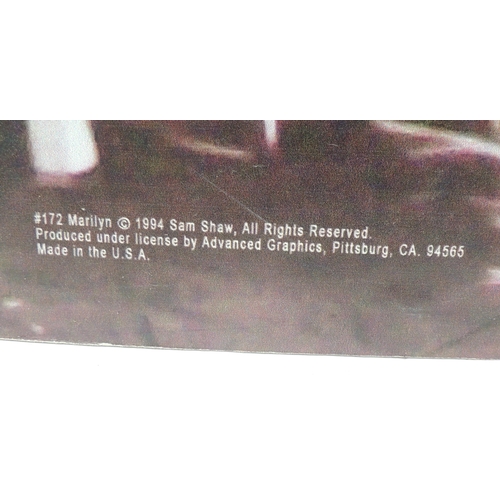 #172 Marilyn © 1994 Sam Shaw, All Rights Reserved.
Produced under license by Advanced Graphics, Pittsburg, CA. 94565
Made in the U.S.A.